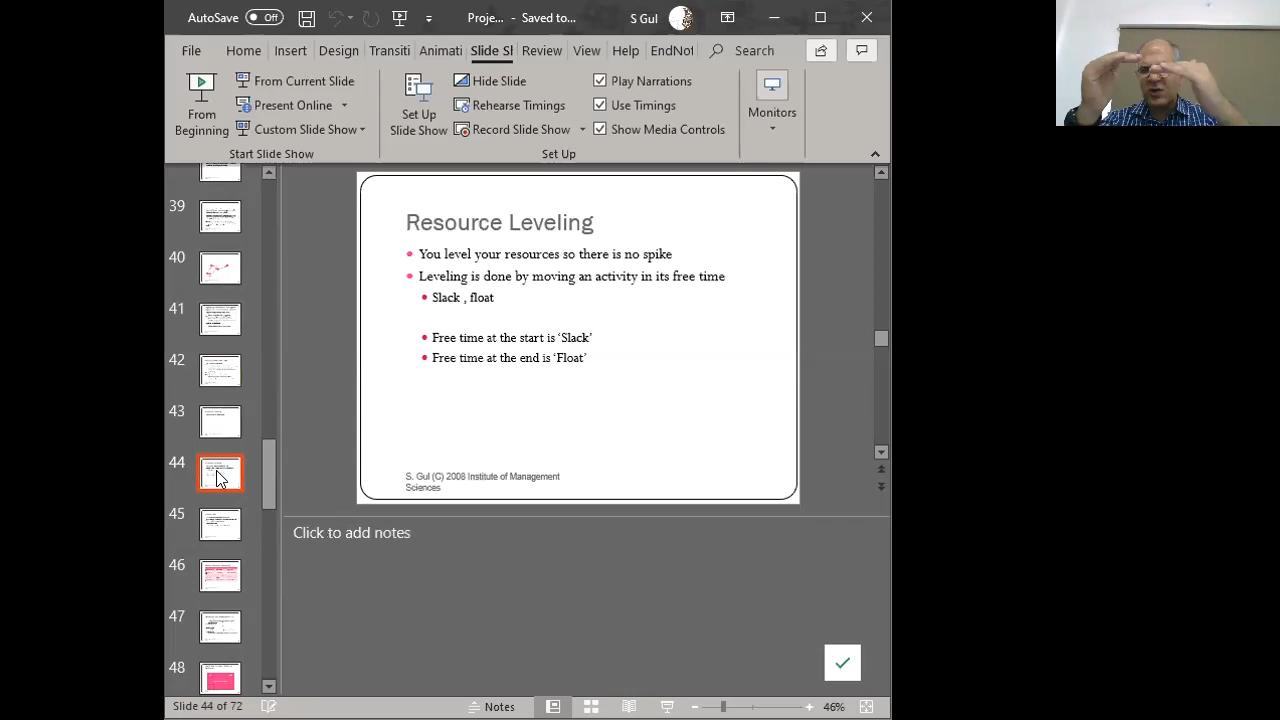 AutoSave Off Proje... - Saved to... S Gul
File Home Insert Design Transiti Animati Slide Sl Review View Help EndNot Search
From Beginning
From Current Slide
Present Online
Custom Slide Show
Start Slide Show
Set Up Slide Show
Hide Slide
Rehearse Timings
Record Slide Show
Play Narrations
Use Timings
Show Media Controls
Set Up
Monitors
39
40
41
42
43
44
45
46
47
48
Resource Leveling
You level your resources so there is no spike
Leveling is done by moving an activity in its free time
Slack , float
Free time at the start is ‘Slack’
Free time at the end is ‘Float’
S. Gul (C) 2008 Institute of Management
Sciences
Click to add notes
Slide 44 of 72 Notes 46%